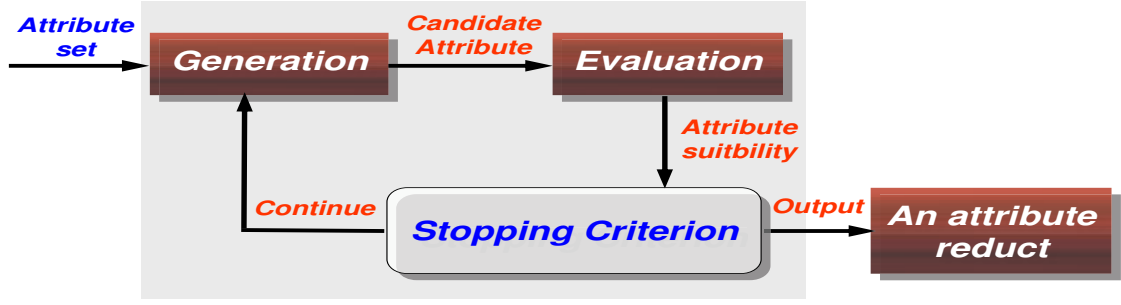 Attribute
set
Generation
Candidate
Attribute
Evaluation
Attribute
suitbility
Continue
Stopping Criterion
Output
An attribute
reduct